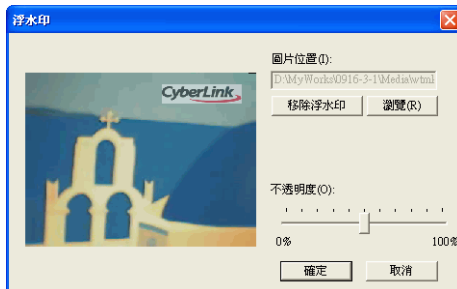 浮水印
圖片位置(I):
D:\MyWorks\0916-3-1\Media\wtml
移除浮水印
瀏覽(R)
CyberLink
不透明度(O):
0%
100%
確定
取消